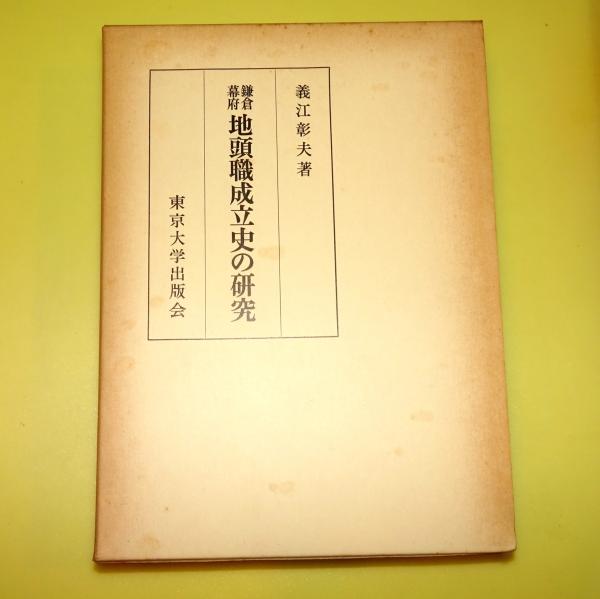 義江彰夫著
鎌倉
幕府
地頭職成立史の研究
東京大学出版会